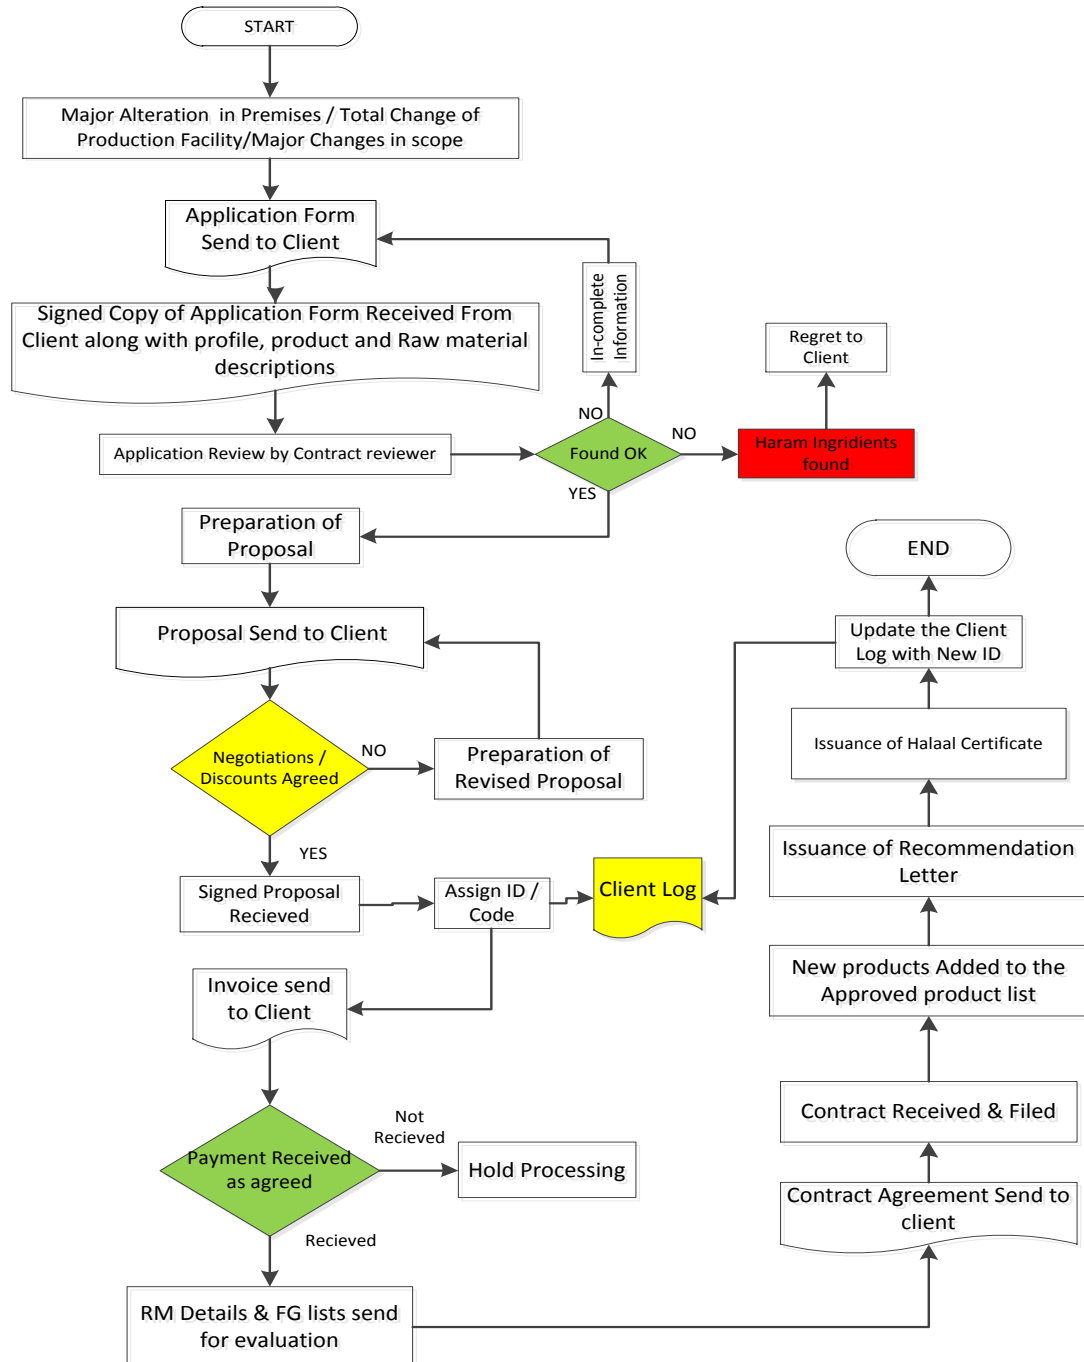 START
Major Alteration in Premises / Total Change of
Production Facility/Major Changes in scope
Application Form
Send to Client
Signed Copy of Application Form Received From
Client along with profile, product and Raw material
descriptions
In-complete
Information
Regret to
Client
NO
Application Review by Contract reviewer
Found OK
NO
Haram Ingridients
found
YES
Preparation of
Proposal
Proposal Send to Client
Negotiations /
Discounts Agreed
NO
Preparation of
Revised Proposal
YES
Signed Proposal
Recieved
Assign ID /
Code
Client Log
Invoice send
to Client
Payment Received
as agreed
Not
Recieved
Hold Processing
Recieved
RM Details & FG lists send
for evaluation
Contract Agreement Send to
client
Contract Received & Filed
New products Added to the
Approved product list
Issuance of Recommendation
Letter
Issuance of Halaal Certificate
Update the Client
Log with New ID
END